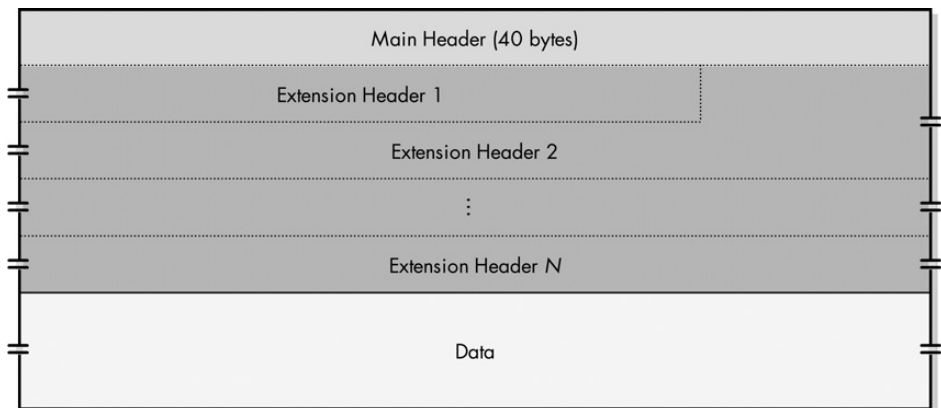 Main Header (40 bytes)
Extension Header 1
Extension Header 2
⋮
Extension Header N
Data